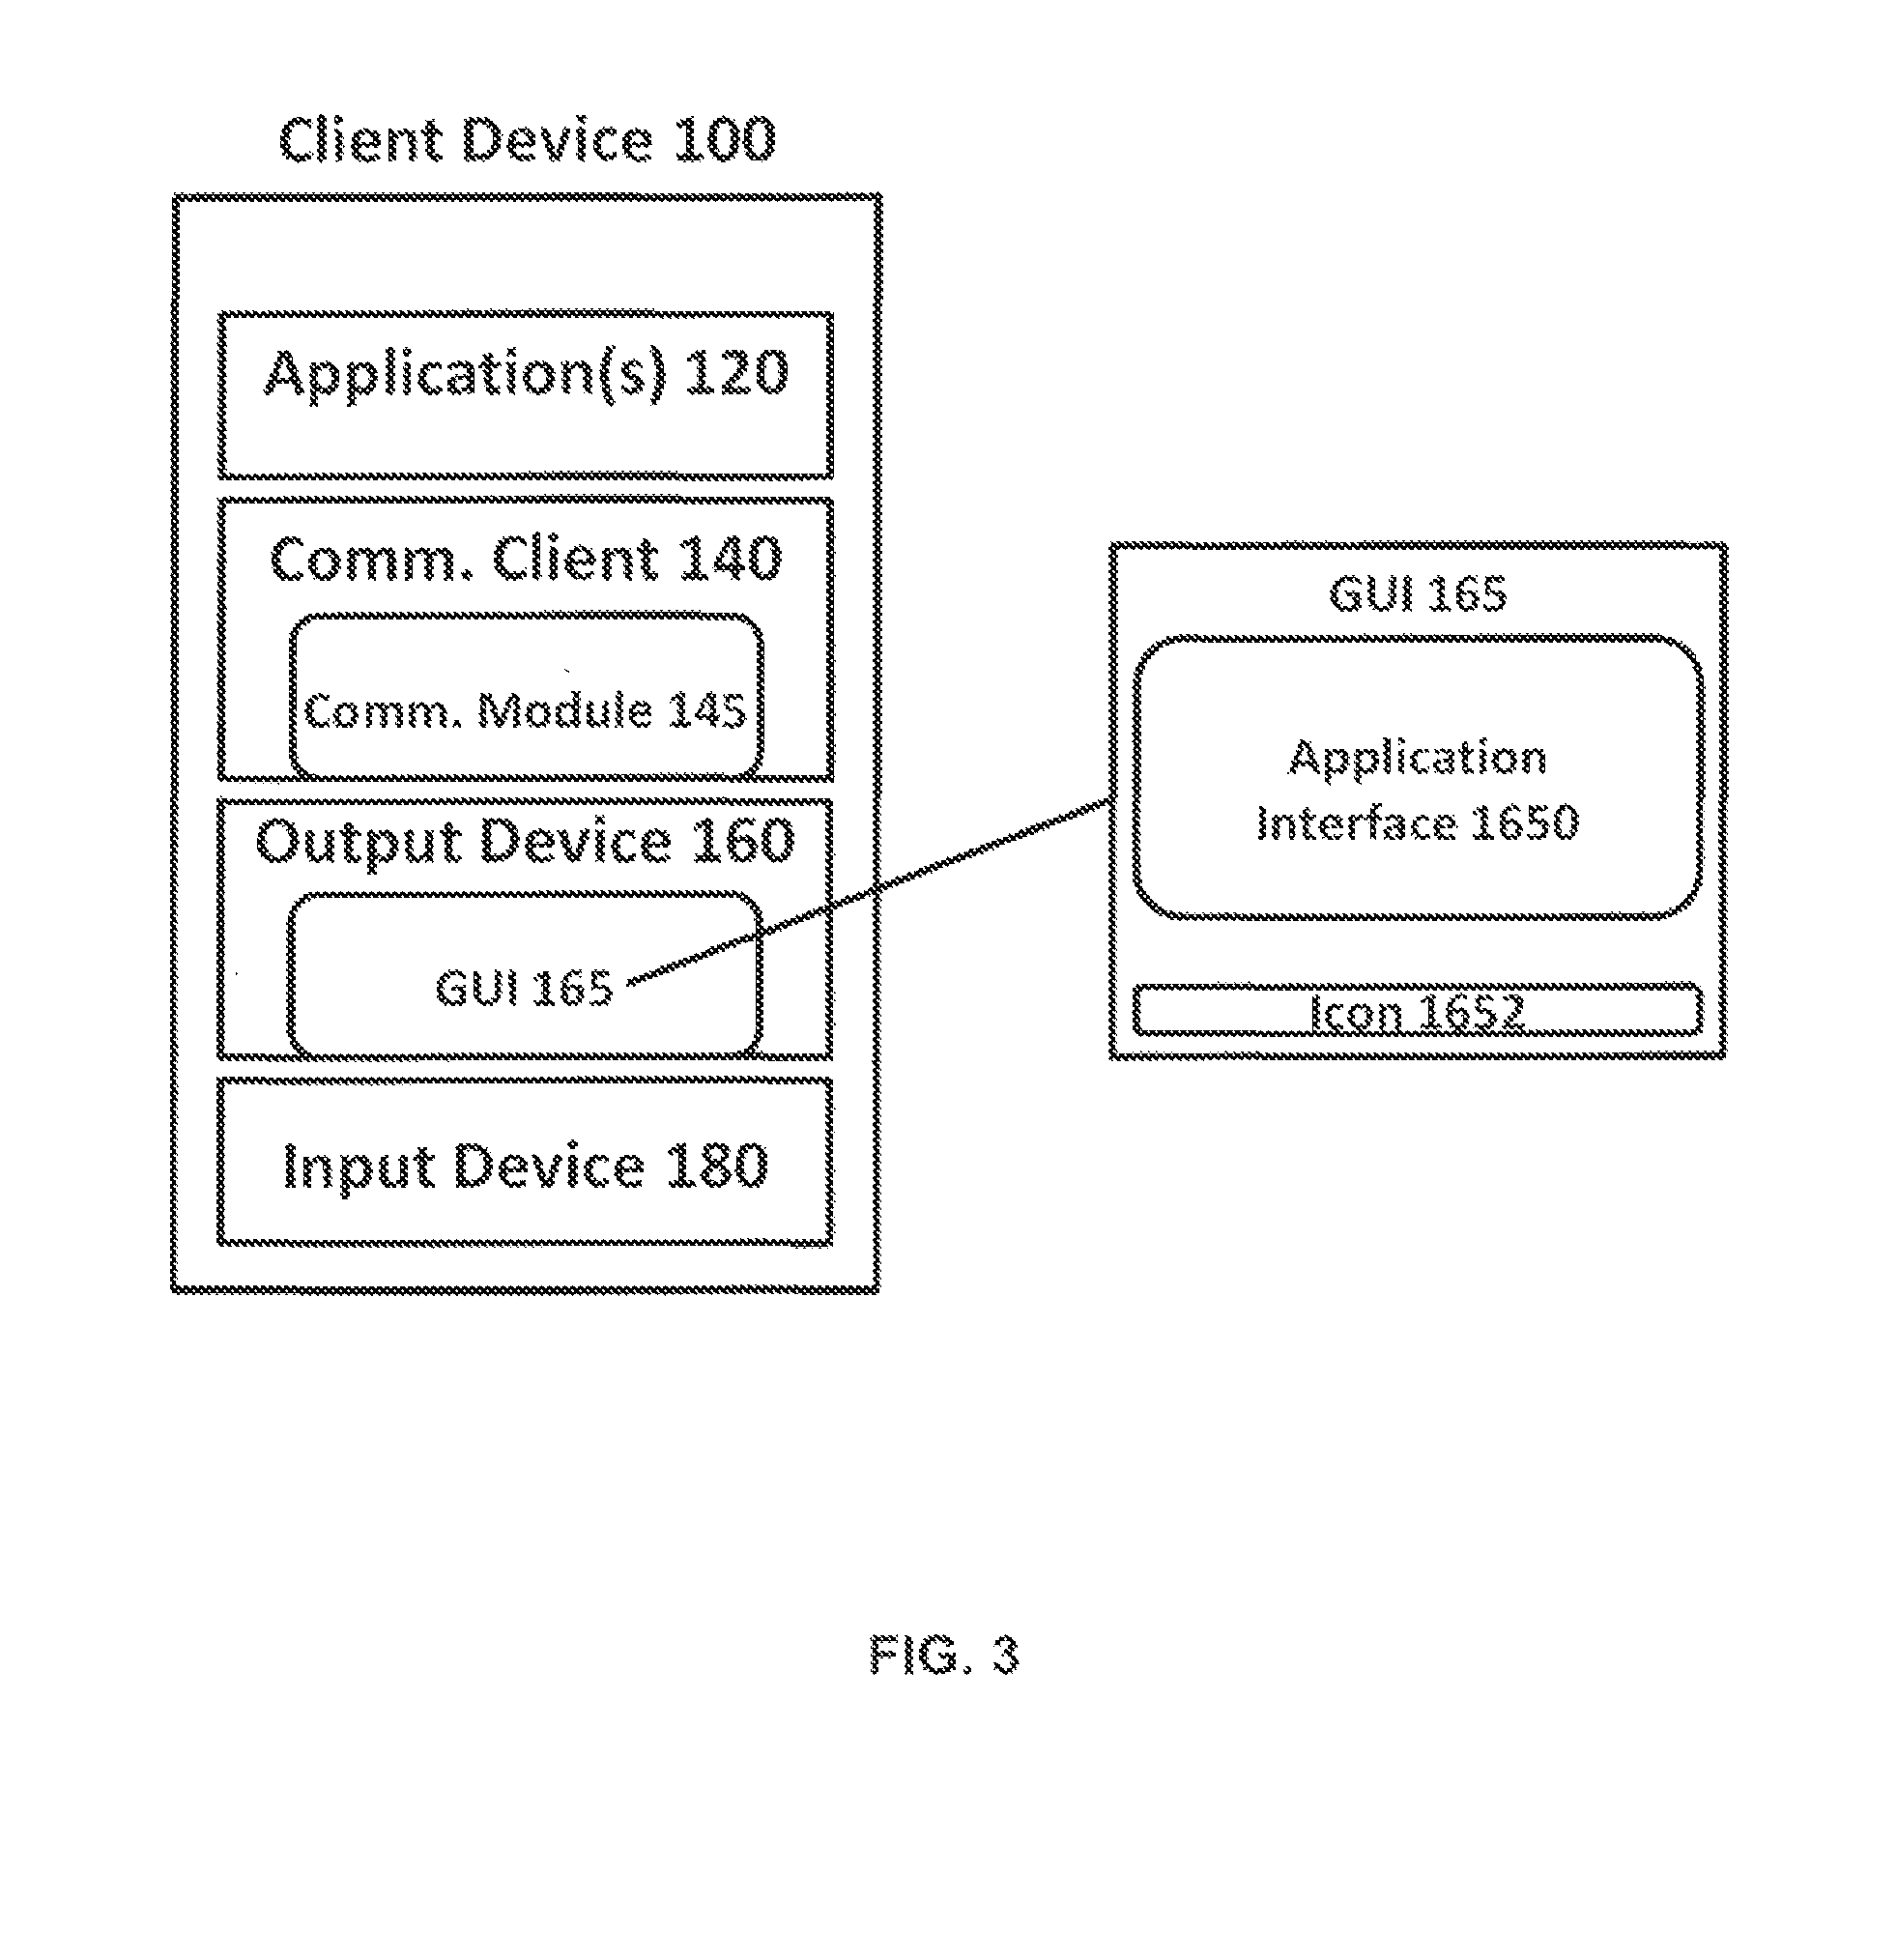 Client Device 100
Application(s) 120
Comm. Client 140
Comm. Module 145
Output Device 160
GUI 165
Input Device 180
GUI 165
Application
Interface 1650
Icon 1652
FIG. 3